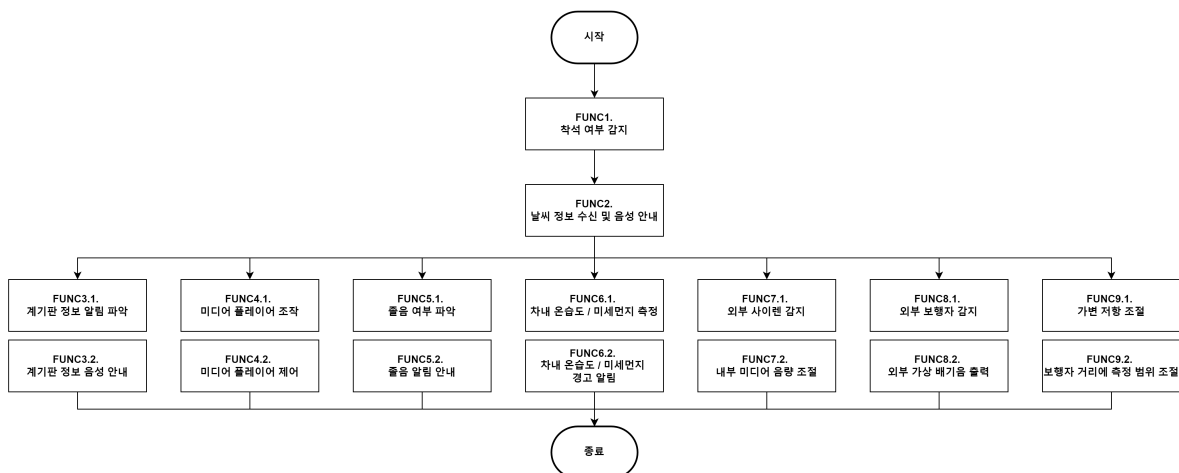 시작
FUNC1.
착석 여부 감지
FUNC2.
날씨 정보 수신 및 음성 안내
FUNC3.1.
계기판 정보 알림 파악
FUNC4.1.
미디어 플레이어 조작
FUNC5.1.
졸음 여부 파악
FUNC6.1.
차내 온습도 / 미세먼지 측정
FUNC7.1.
외부 사이렌 감지
FUNC8.1.
외부 보행자 감지
FUNC9.1.
가변 저항 조절
FUNC3.2.
계기판 정보 음성 안내
FUNC4.2.
미디어 플레이어 제어
FUNC5.2.
졸음 알림 안내
FUNC6.2.
차내 온습도 / 미세먼지
경고 알림
FUNC7.2.
내부 미디어 음량 조절
FUNC8.2.
외부 가상 배기음 출력
FUNC9.2.
보행자 거리에 측정 범위 조절
종료